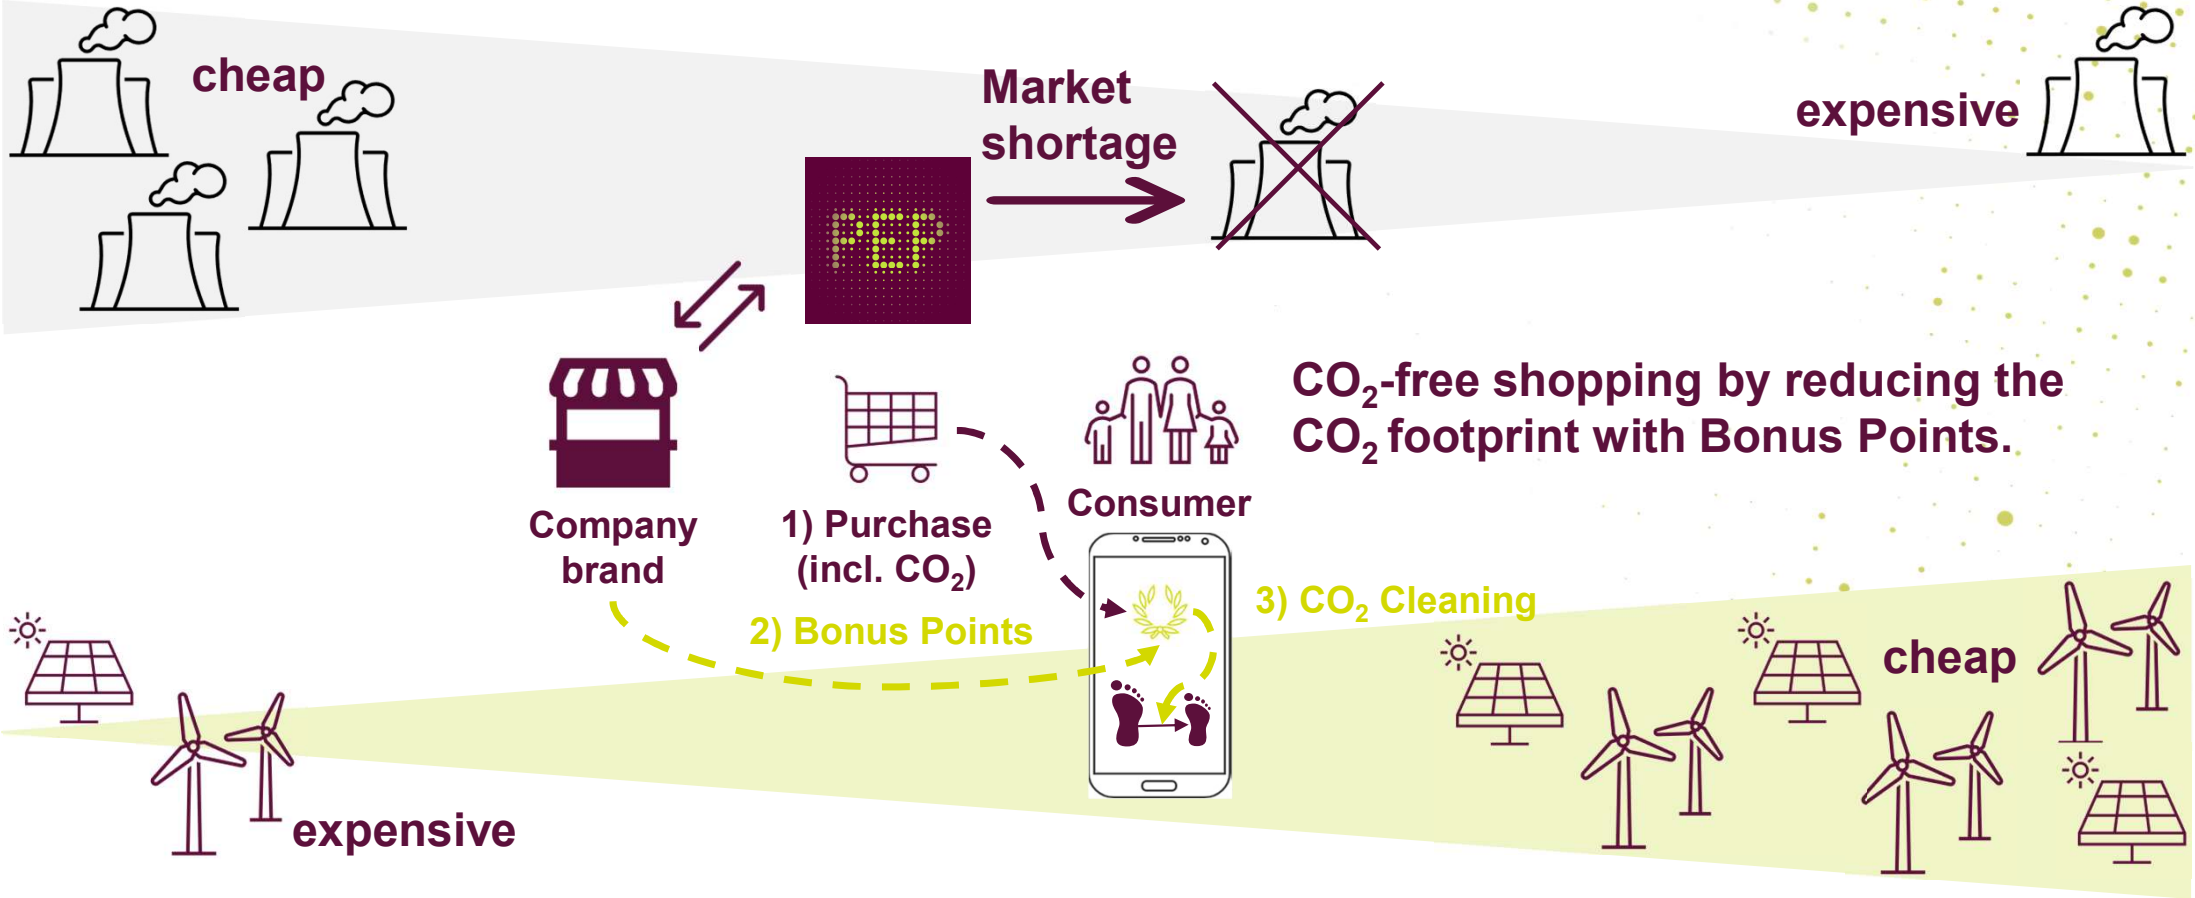 cheap
Market
shortage
expensive
PEP
CO₂-free shopping by reducing the
CO₂ footprint with Bonus Points.
Company
brand
1) Purchase
(incl. CO₂)
Consumer
2) Bonus Points
3) CO₂ Cleaning
cheap
expensive